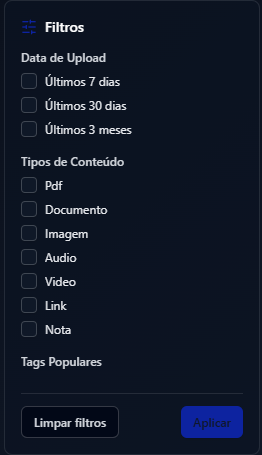 Filtros
Data de Upload
Últimos 7 dias
Últimos 30 dias
Últimos 3 meses
Tipos de Conteúdo
Pdf
Documento
Imagem
Audio
Video
Link
Nota
Tags Populares
Limpar filtros
Aplicar